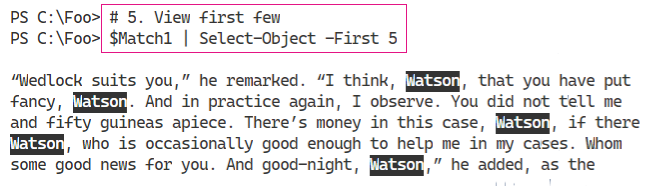 PS C:\Foo> # 5. View first few
PS C:\Foo> $Match1 | Select-Object -First 5
“Wedlock suits you,” he remarked. “I think, Watson, that you have put
fancy, Watson. And in practice again, I observe. You did not tell me
and fifty guineas apiece. There’s money in this case, Watson, if there
Watson, who is occasionally good enough to help me in my cases. Whom
some good news for you. And good-night, Watson,” he added, as the